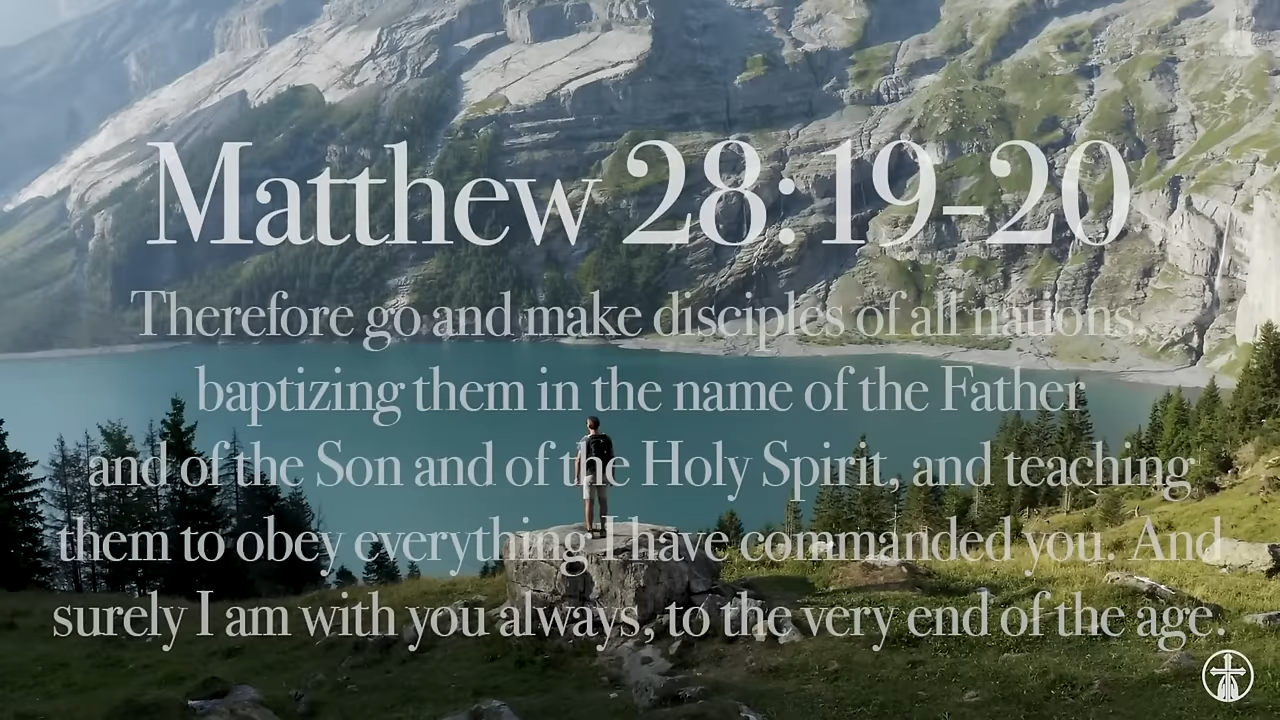 Matthew 28:19-20
Therefore go and make disciples of all nations,
baptizing them in the name of the Father
and of the Son and of the Holy Spirit, and teaching
them to obey everything I have commanded you. And
surely I am with you always, to the very end of the age.